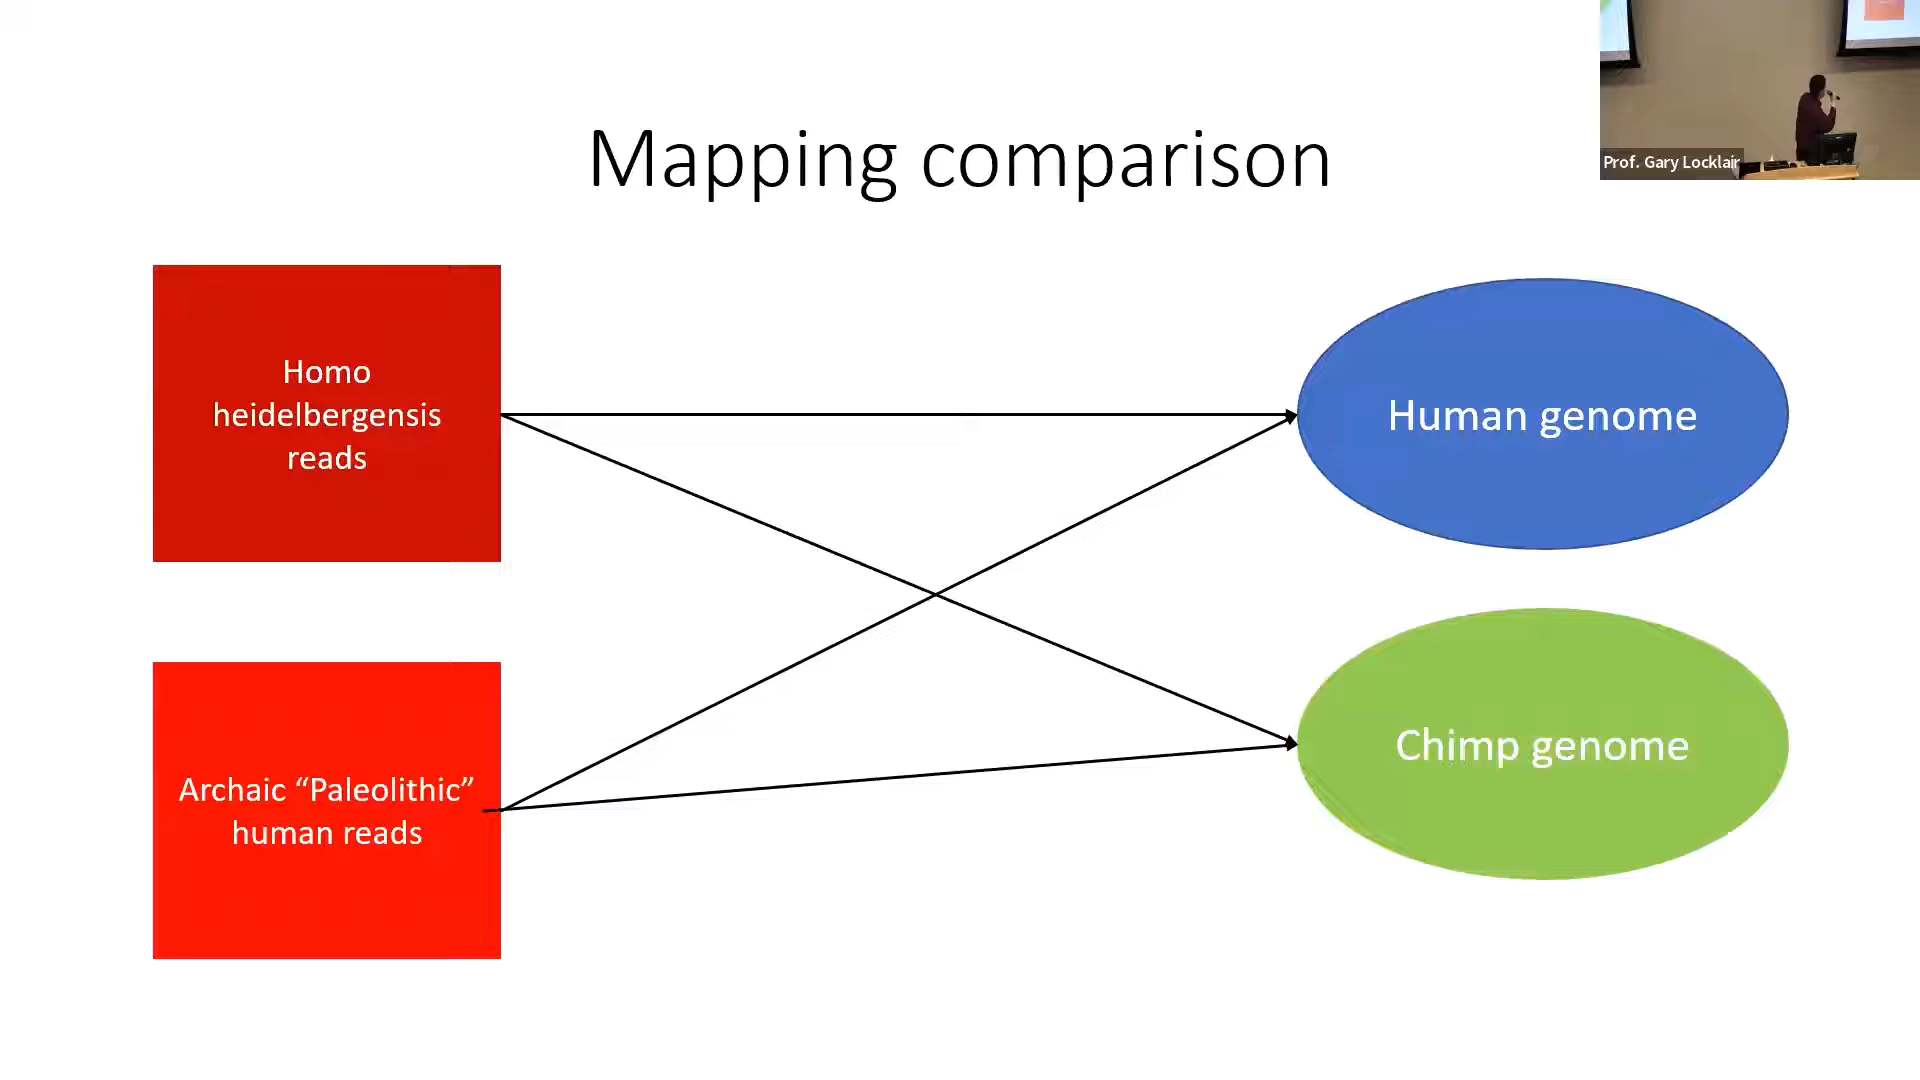 Mapping comparison
Prof. Gary Locklair
Homo
heidelbergensis
reads
Human genome
Archaic “Paleolithic”
human reads
Chimp genome